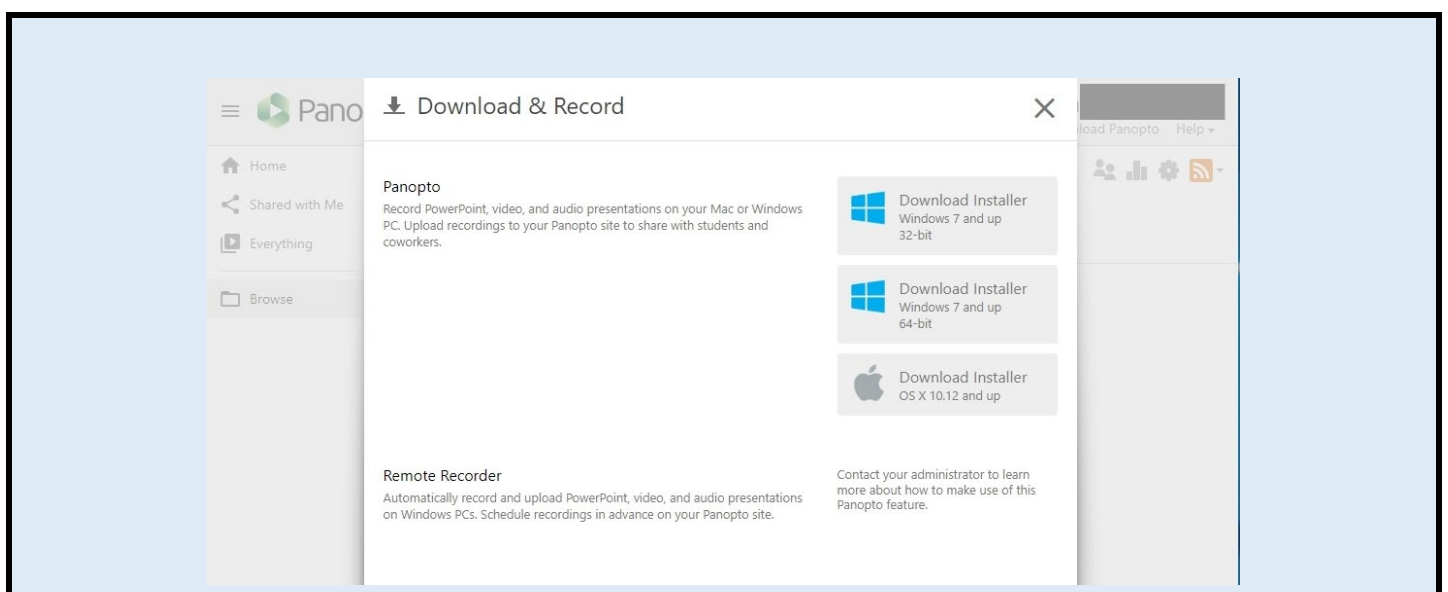 Pano
Download & Record
Panopto Help
Home
Shared with Me
Everything
Browse
Panopto
Record PowerPoint, video, and audio presentations on your Mac or Windows
PC. Upload recordings to your Panopto site to share with students and
coworkers.
Download Installer
Windows 7 and up
32-bit
Download Installer
Windows 7 and up
64-bit
Download Installer
OS X 10.12 and up
Remote Recorder
Automatically record and upload PowerPoint, video, and audio presentations
on Windows PCs. Schedule recordings in advance on your Panopto site.
Contact your administrator to learn
more about how to make use of this
Panopto feature.